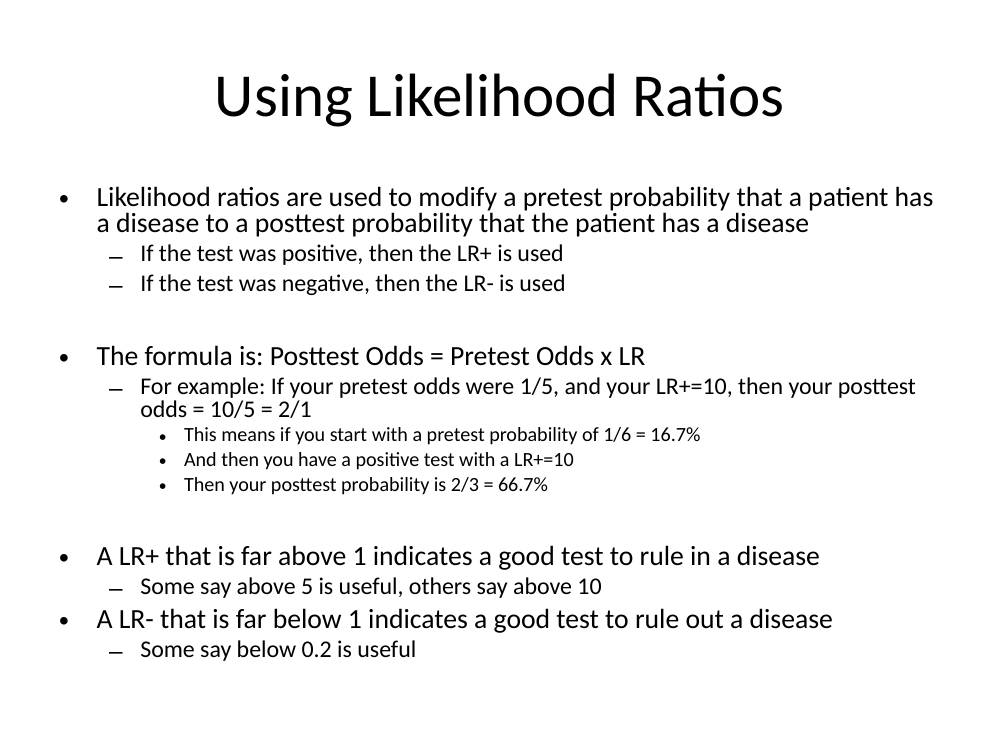 Using Likelihood Ratios
• Likelihood ratios are used to modify a pretest probability that a patient has
a disease to a posttest probability that the patient has a disease
– If the test was positive, then the LR+ is used
– If the test was negative, then the LR- is used
• The formula is: Posttest Odds = Pretest Odds x LR
– For example: If your pretest odds were 1/5, and your LR+=10, then your posttest
odds = 10/5 = 2/1
• This means if you start with a pretest probability of 1/6 = 16.7%
• And then you have a positive test with a LR+=10
• Then your posttest probability is 2/3 = 66.7%
• A LR+ that is far above 1 indicates a good test to rule in a disease
– Some say above 5 is useful, others say above 10
• A LR- that is far below 1 indicates a good test to rule out a disease
– Some say below 0.2 is useful